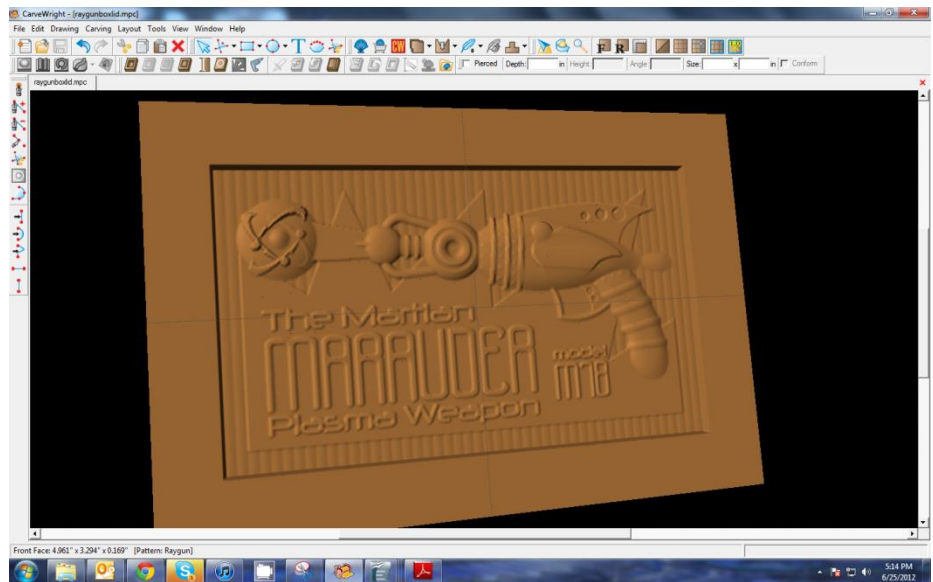 CarveWright - [raygunboxlid.mpc]
File Edit Drawing Carving Layout Tools View Window Help
CW
F R
Pierced Depth: in Height: Angle: Size: x in Conform
raygunboxlid.mpc
The Martian
MARAUDER
model
M78
Plasma Weapon
Front Face: 4.961" x 3.294" x 0.169" [Pattern: Raygun]
5:14 PM
6/25/2012